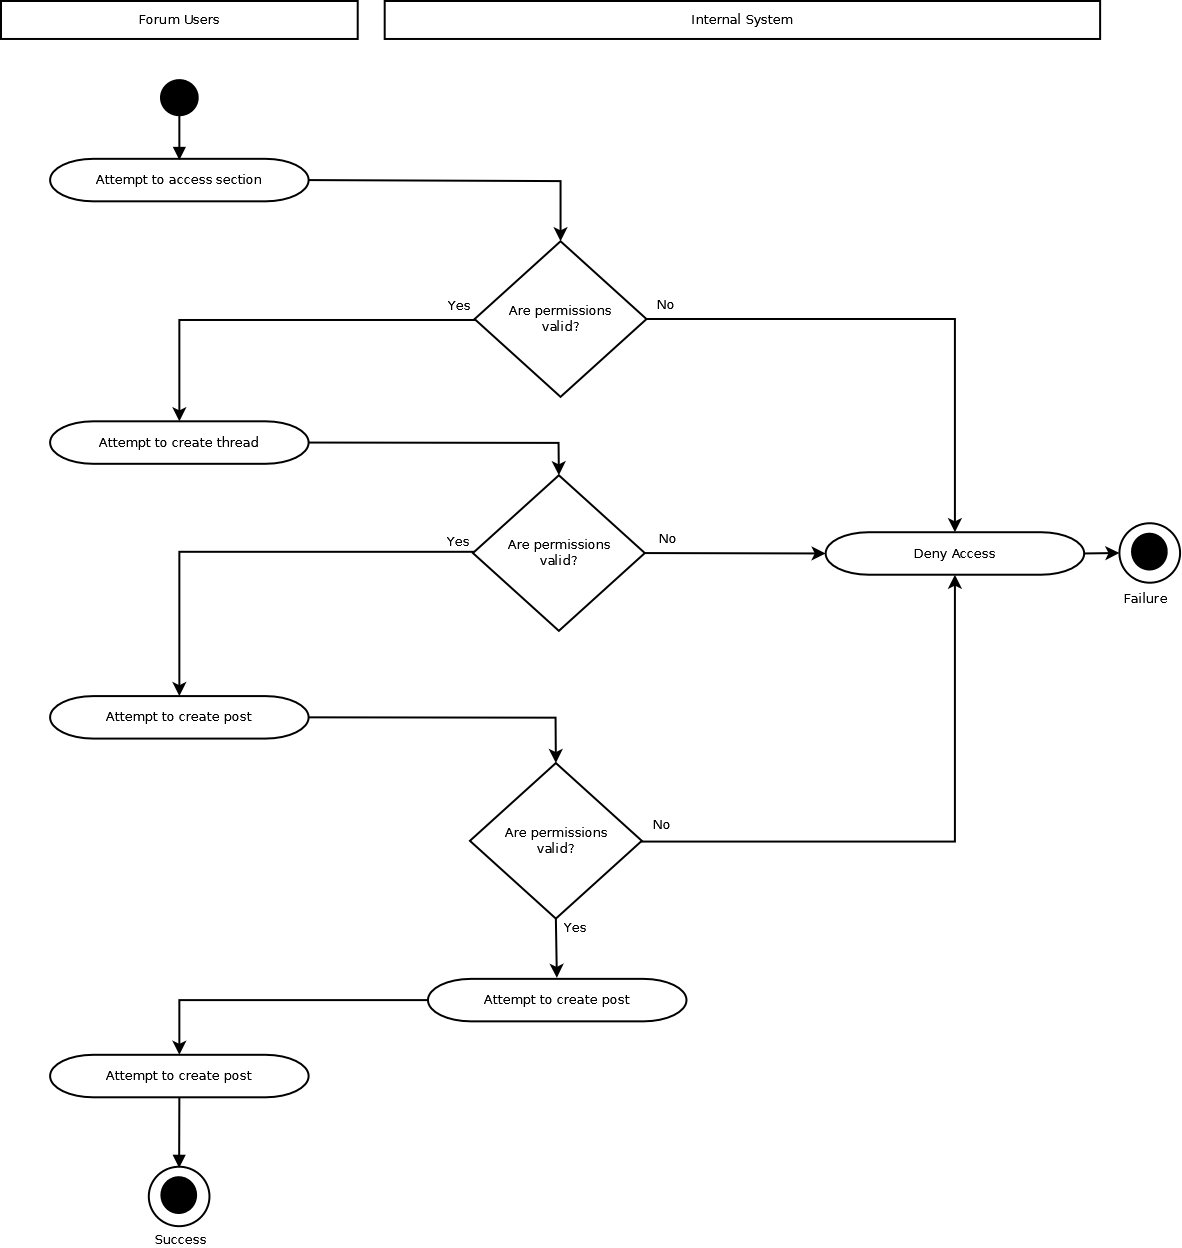 Forum Users
Internal System
Attempt to access section
Yes
No
Are permissions
valid?
Attempt to create thread
Yes
No
Are permissions
valid?
Deny Access
Failure
Attempt to create post
No
Are permissions
valid?
Yes
Attempt to create post
Attempt to create post
Success